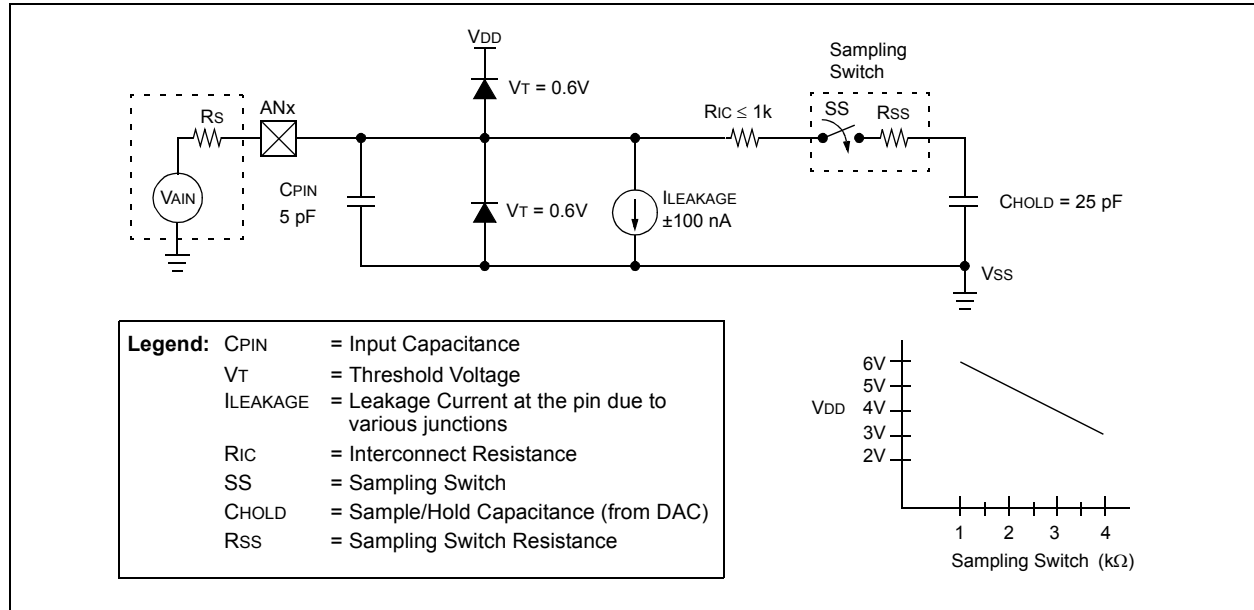 VDD
Sampling
Switch
VT = 0.6V
RS
ANx
RIC ≤ 1k
SS
RSS
VAIN
CPIN
5 pF
VT = 0.6V
ILEAKAGE
±100 nA
CHOLD = 25 pF
VSS
Legend: CPIN = Input Capacitance
VT = Threshold Voltage
ILEAKAGE = Leakage Current at the pin due to
various junctions
RIC = Interconnect Resistance
SS = Sampling Switch
CHOLD = Sample/Hold Capacitance (from DAC)
RSS = Sampling Switch Resistance
6V
5V
VDD 4V
3V
2V
1 2 3 4
Sampling Switch (kΩ)